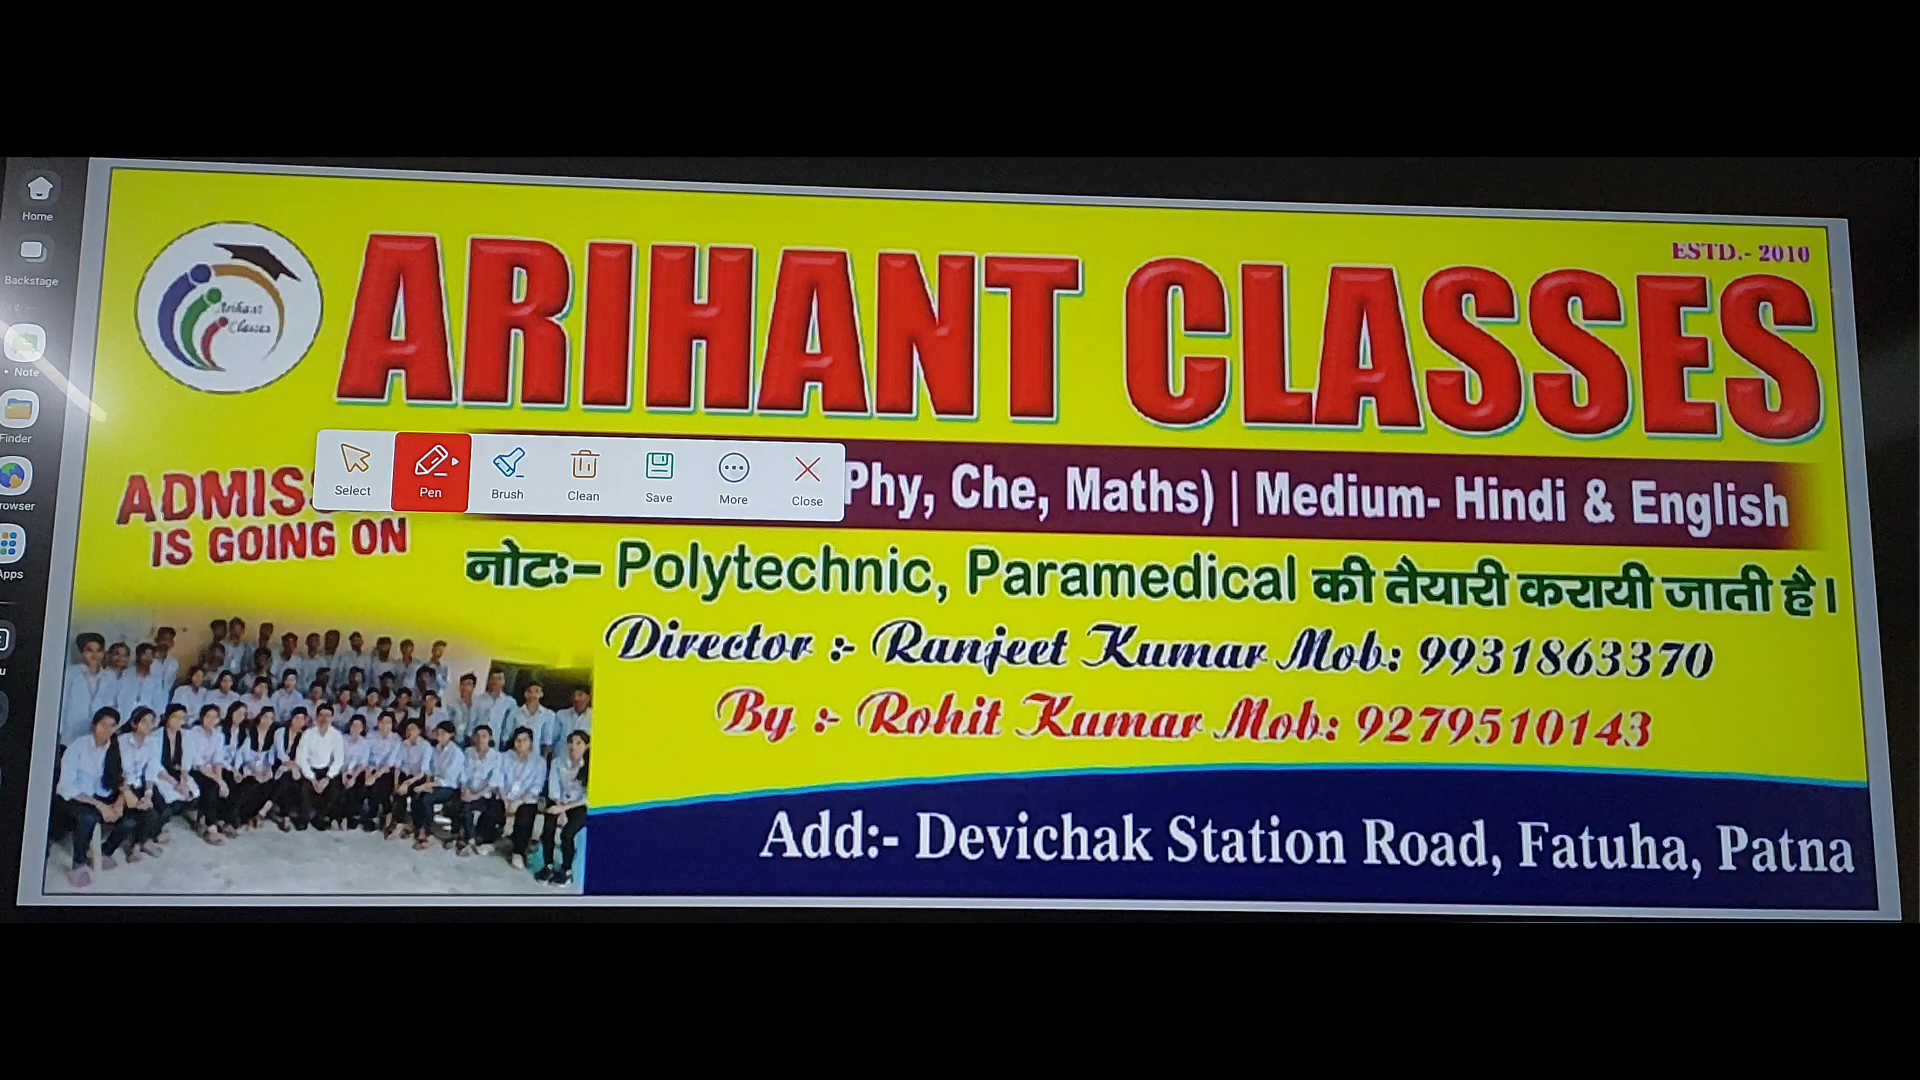 Home
Backstage
Note
Finder
Apps
ESTD.- 2010
Arihant
Classes
ARIHANT CLASSES
Select
Pen
Brush
Clean
Save
More
Close
Phy, Che, Maths) | Medium- Hindi & English
IS GOING ON
नोटः– Polytechnic, Paramedical की तैयारी करायी जाती है।
Director :- Ranjeet Kumar Mob: 9931863370
By :- Rohit Kumar Mob: 9279510143
Add:- Devichak Station Road, Fatuha, Patna